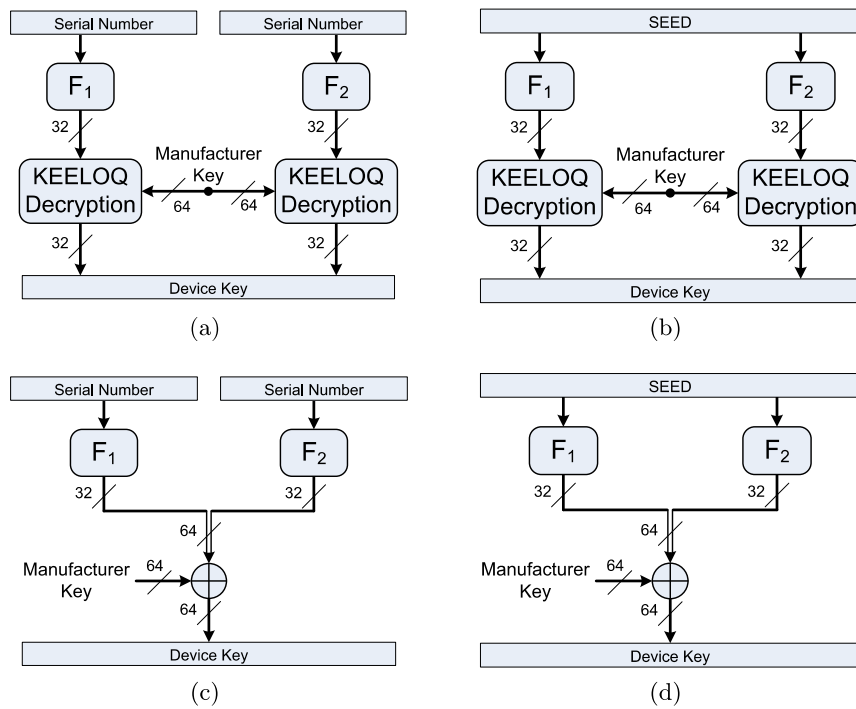 Serial Number Serial Number
F1 F2
32 32
Manufacturer
Key
KEELOQ
Decryption
KEELOQ
Decryption
64 64
32 32
Device Key
(a)
SEED
F1 F2
32 32
Manufacturer
Key
KEELOQ
Decryption
KEELOQ
Decryption
64 64
32 32
Device Key
(b)
Serial Number Serial Number
F1 F2
32 32
64
Manufacturer
Key
64
64
Device Key
(c)
SEED
F1 F2
32 32
64
Manufacturer
Key
64
64
Device Key
(d)